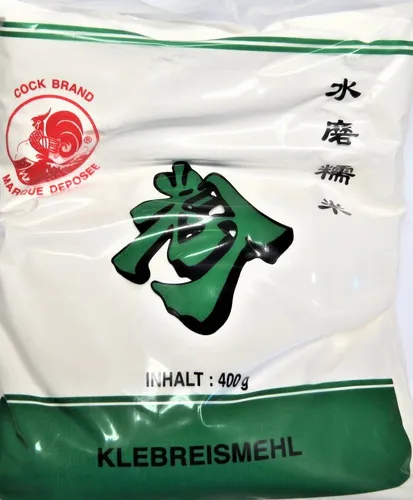 COCK BRAND
®
MARQUE DEPOSEE
水磨糯米
粉
INHALT : 400g
KLEBREISMEHL